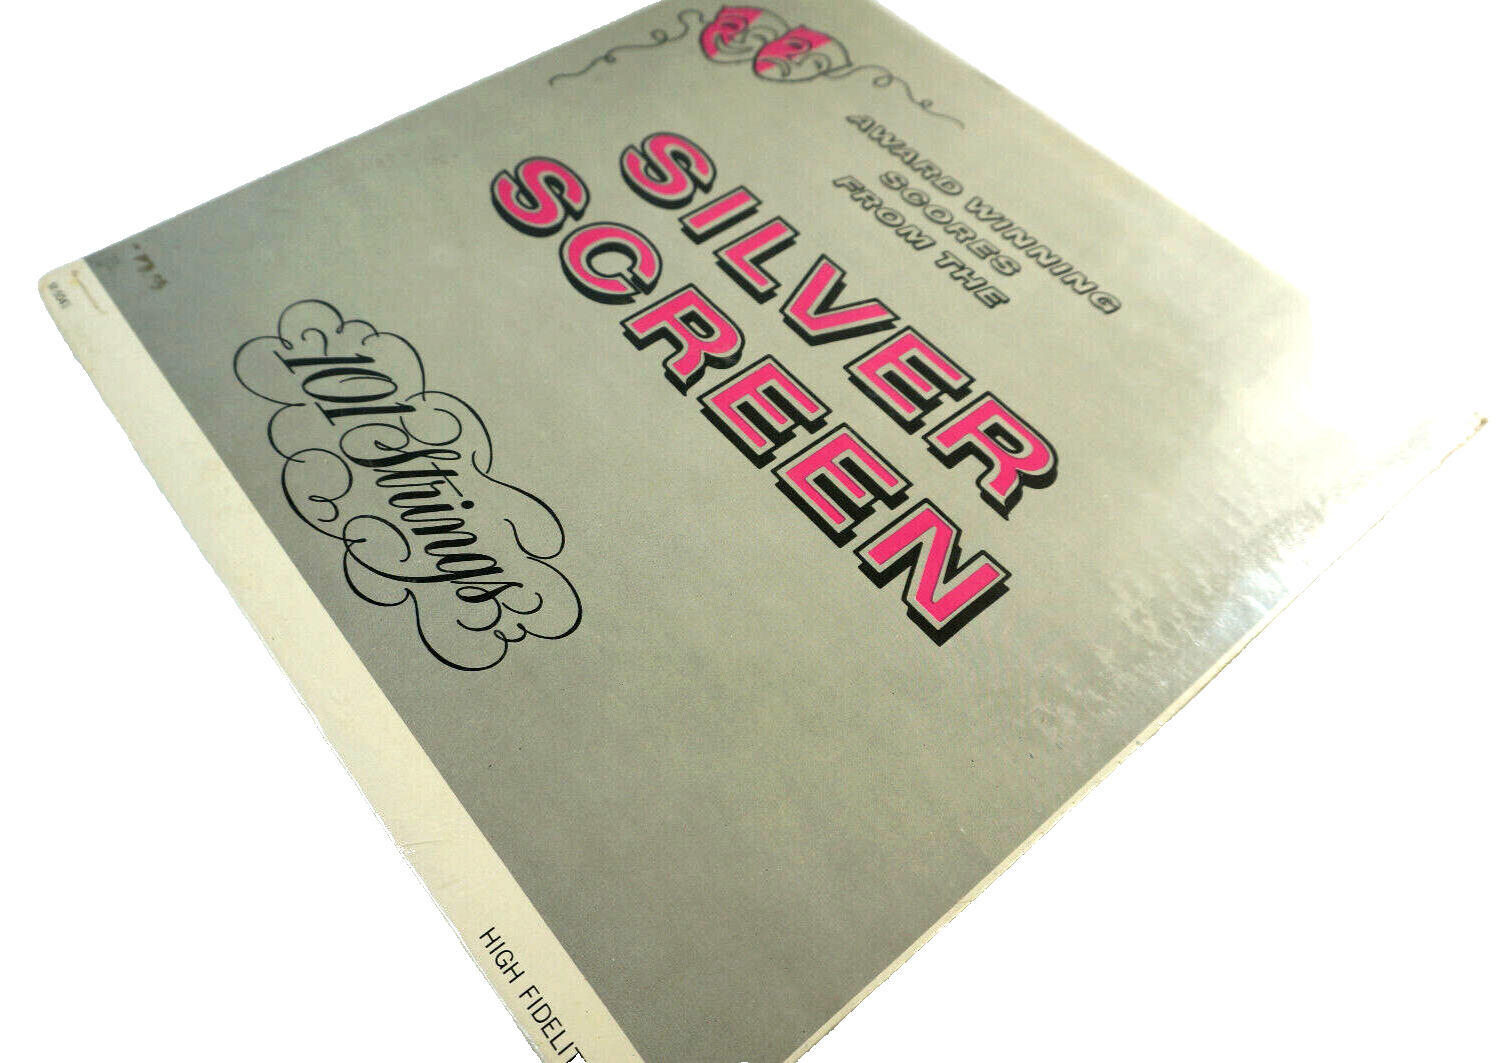 AWARD WINNING
SCORES
FROM THE
SILVER
SCREEN
101 Strings
HIGH FIDELIT